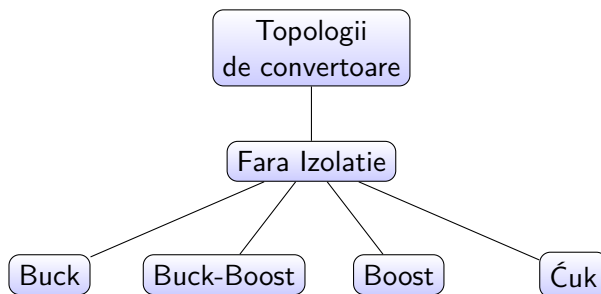 Topologii
de convertoare
Fara Izolatie
Buck
Buck-Boost
Boost
Ćuk